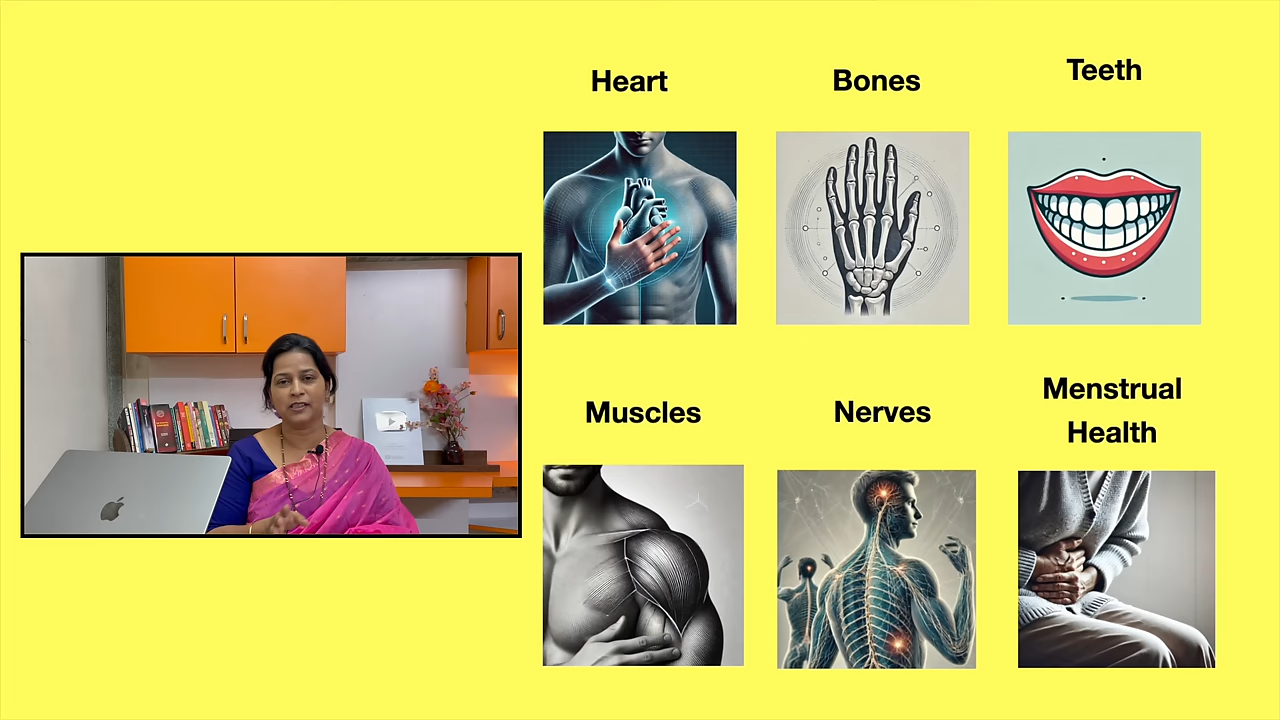 Heart
Bones
Teeth
Muscles
Nerves
Menstrual
Health